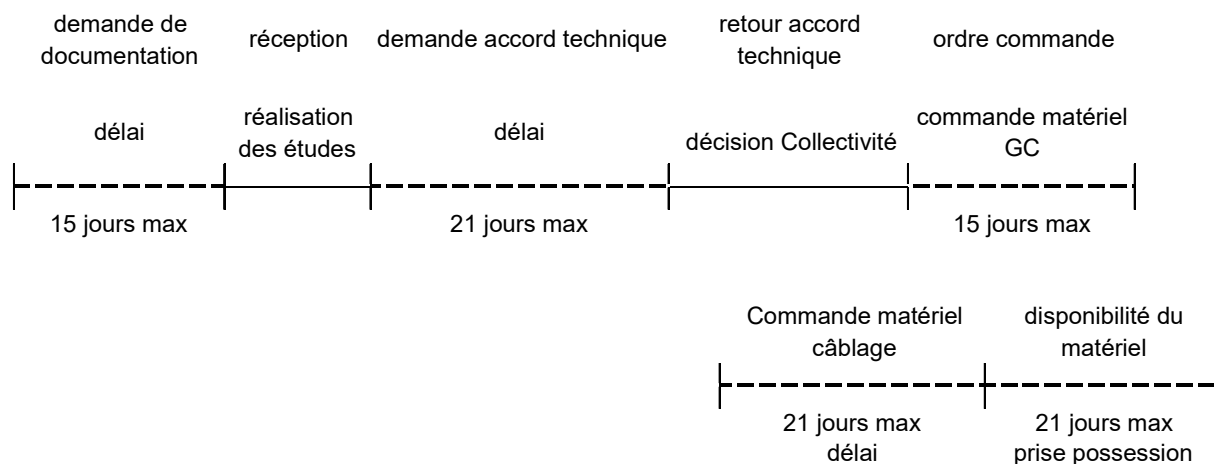 demande de
documentation
réception
demande accord technique
retour accord
technique
ordre commande
délai
réalisation
des études
délai
décision Collectivité
commande matériel
GC
15 jours max
21 jours max
15 jours max
Commande matériel
câblage
disponibilité du
matériel
21 jours max
délai
21 jours max
prise possession